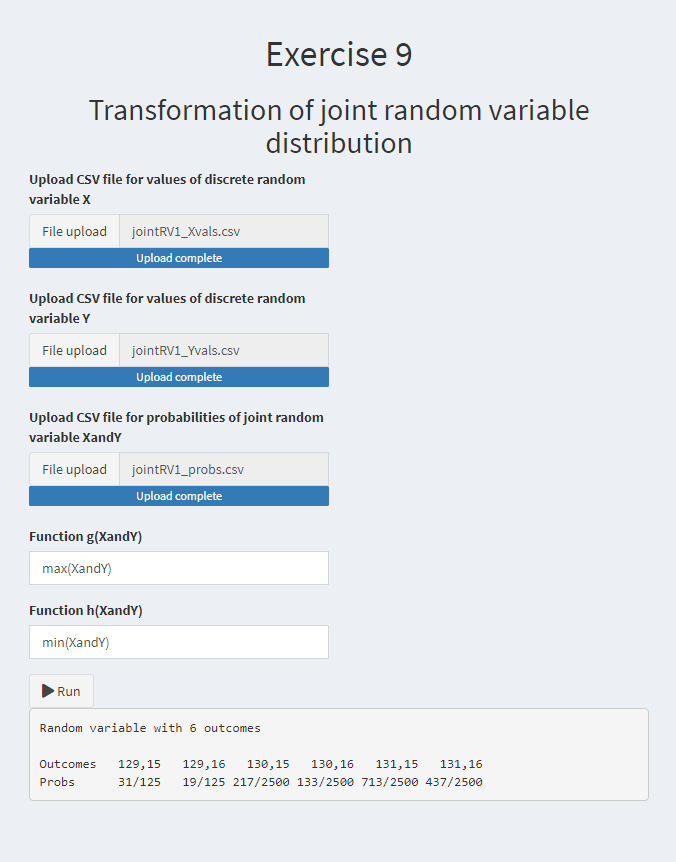 Exercise 9
Transformation of joint random variable
distribution
Upload CSV file for values of discrete random
variable X
File upload jointRV1_Xvals.csv
Upload complete
Upload CSV file for values of discrete random
variable Y
File upload jointRV1_Yvals.csv
Upload complete
Upload CSV file for probabilities of joint random
variable XandY
File upload jointRV1_probs.csv
Upload complete
Function g(XandY)
max(XandY)
Function h(XandY)
min(XandY)
Run
Random variable with 6 outcomes
Outcomes 129,15 129,16 130,15 130,16 131,15 131,16
Probs 31/125 19/125 217/2500 133/2500 713/2500 437/2500